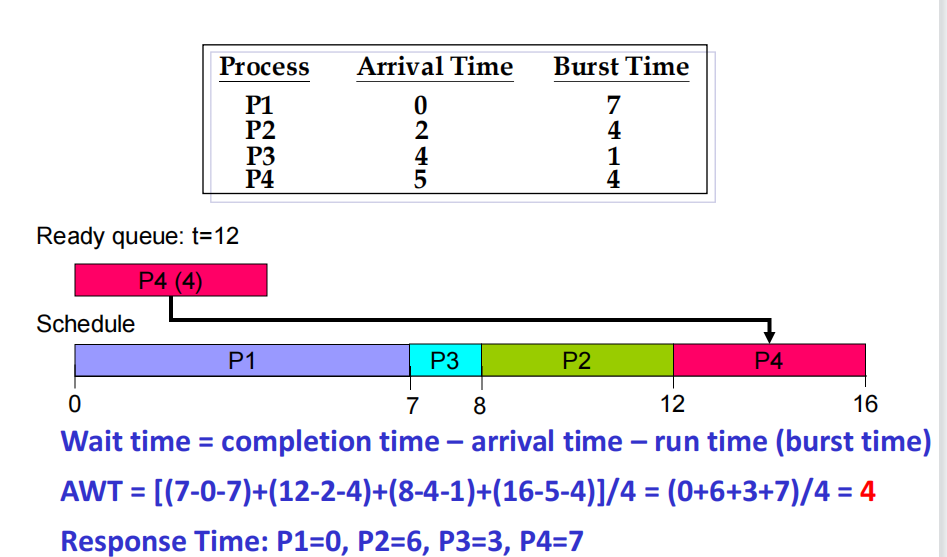 Process Arrival Time Burst Time
P1 0 7
P2 2 4
P3 4 1
P4 5 4
Ready queue: t=12
P4 (4)
Schedule
P1 P3 P2 P4
0 7 8 12 16
Wait time = completion time – arrival time – run time (burst time)
AWT = [(7-0-7)+(12-2-4)+(8-4-1)+(16-5-4)]/4 = (0+6+3+7)/4 = 4
Response Time: P1=0, P2=6, P3=3, P4=7